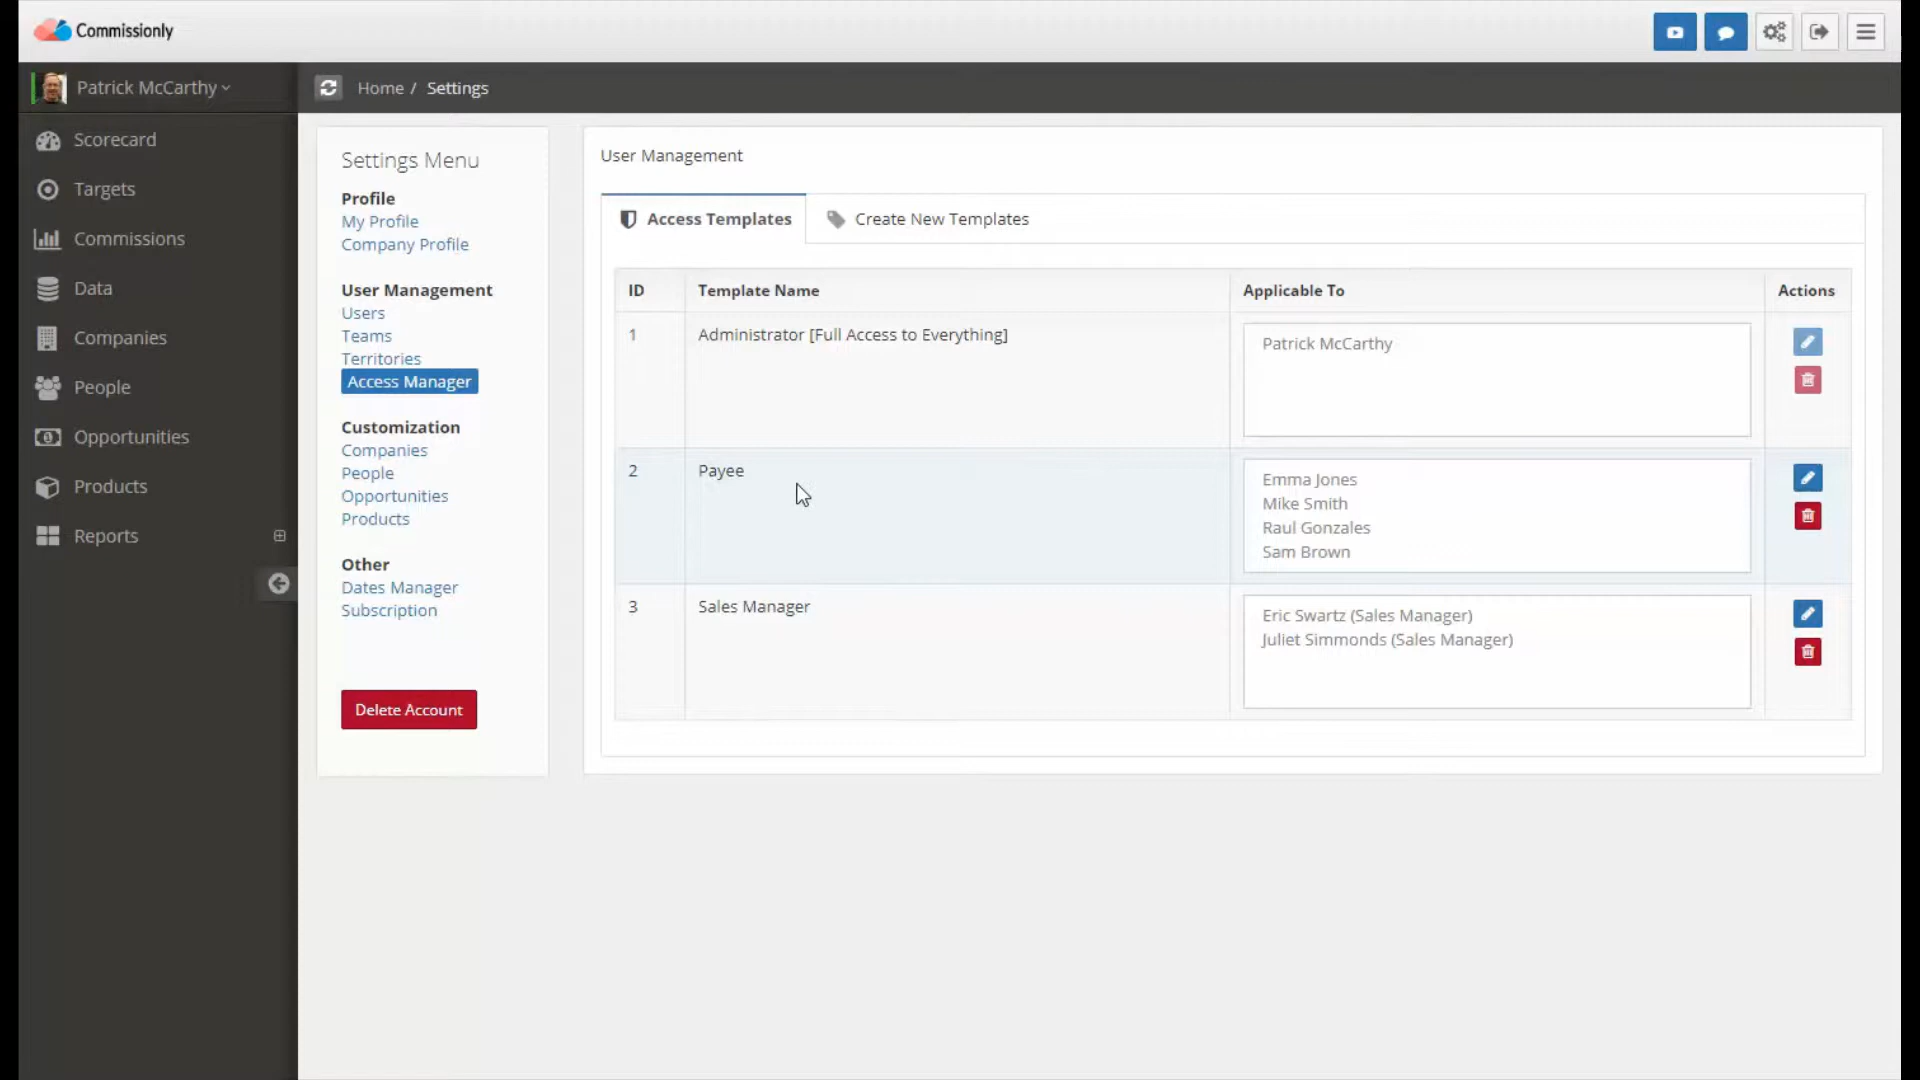 Commissionly
Patrick McCarthy
Home / Settings
Scorecard
Targets
Commissions
Data
Companies
People
Opportunities
Products
Reports
Settings Menu
Profile
My Profile
Company Profile
User Management
Users
Teams
Territories
Access Manager
Customization
Companies
People
Opportunities
Products
Other
Dates Manager
Subscription
Delete Account
User Management
Access Templates
Create New Templates
ID Template Name Applicable To Actions
1 Administrator [Full Access to Everything] Patrick McCarthy
2 Payee Emma Jones
Mike Smith
Raul Gonzales
Sam Brown
3 Sales Manager Eric Swartz (Sales Manager)
Juliet Simmonds (Sales Manager)